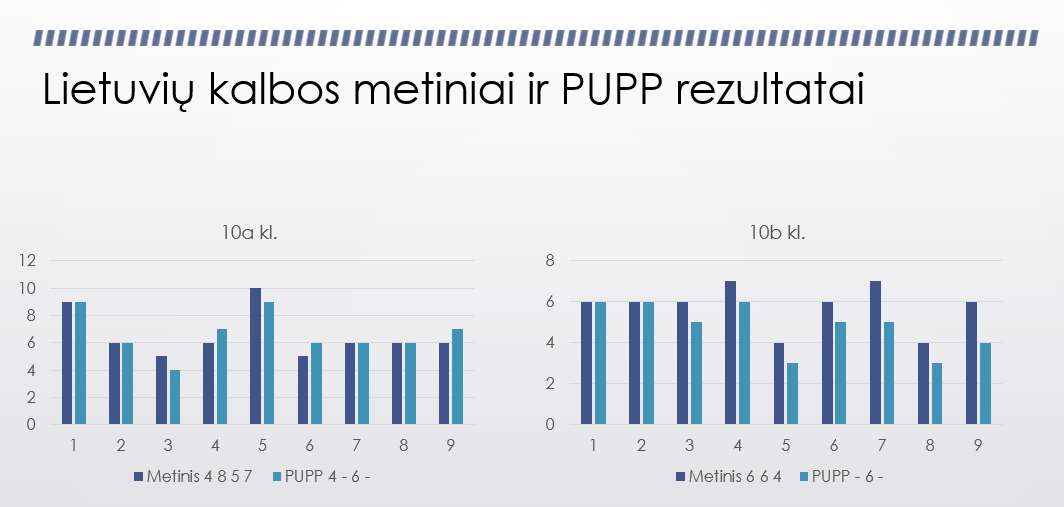 Lietuvių kalbos metiniai ir PUPP rezultatai
10a kl.
12
10
8
6
4
2
0
1 2 3 4 5 6 7 8 9
Metinis 4 8 5 7 PUPP 4 - 6 -
10b kl.
8
6
4
2
0
1 2 3 4 5 6 7 8 9
Metinis 6 6 4 PUPP - 6 -